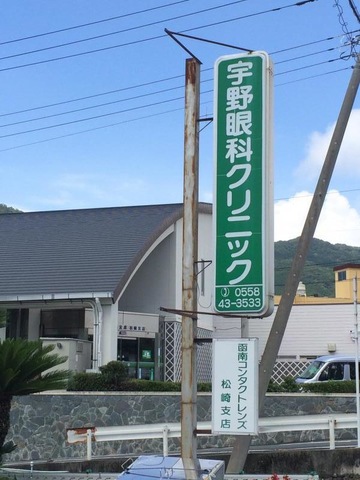 宇野眼科クリニック
☎ 0558
43-3533
函南コンタクトレンズ
松崎支店